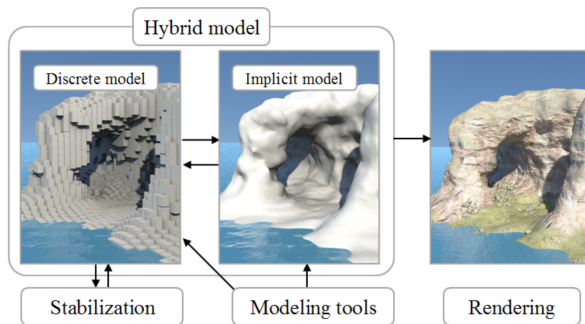 Hybrid model
Discrete model
Implicit model
Stabilization
Modeling tools
Rendering